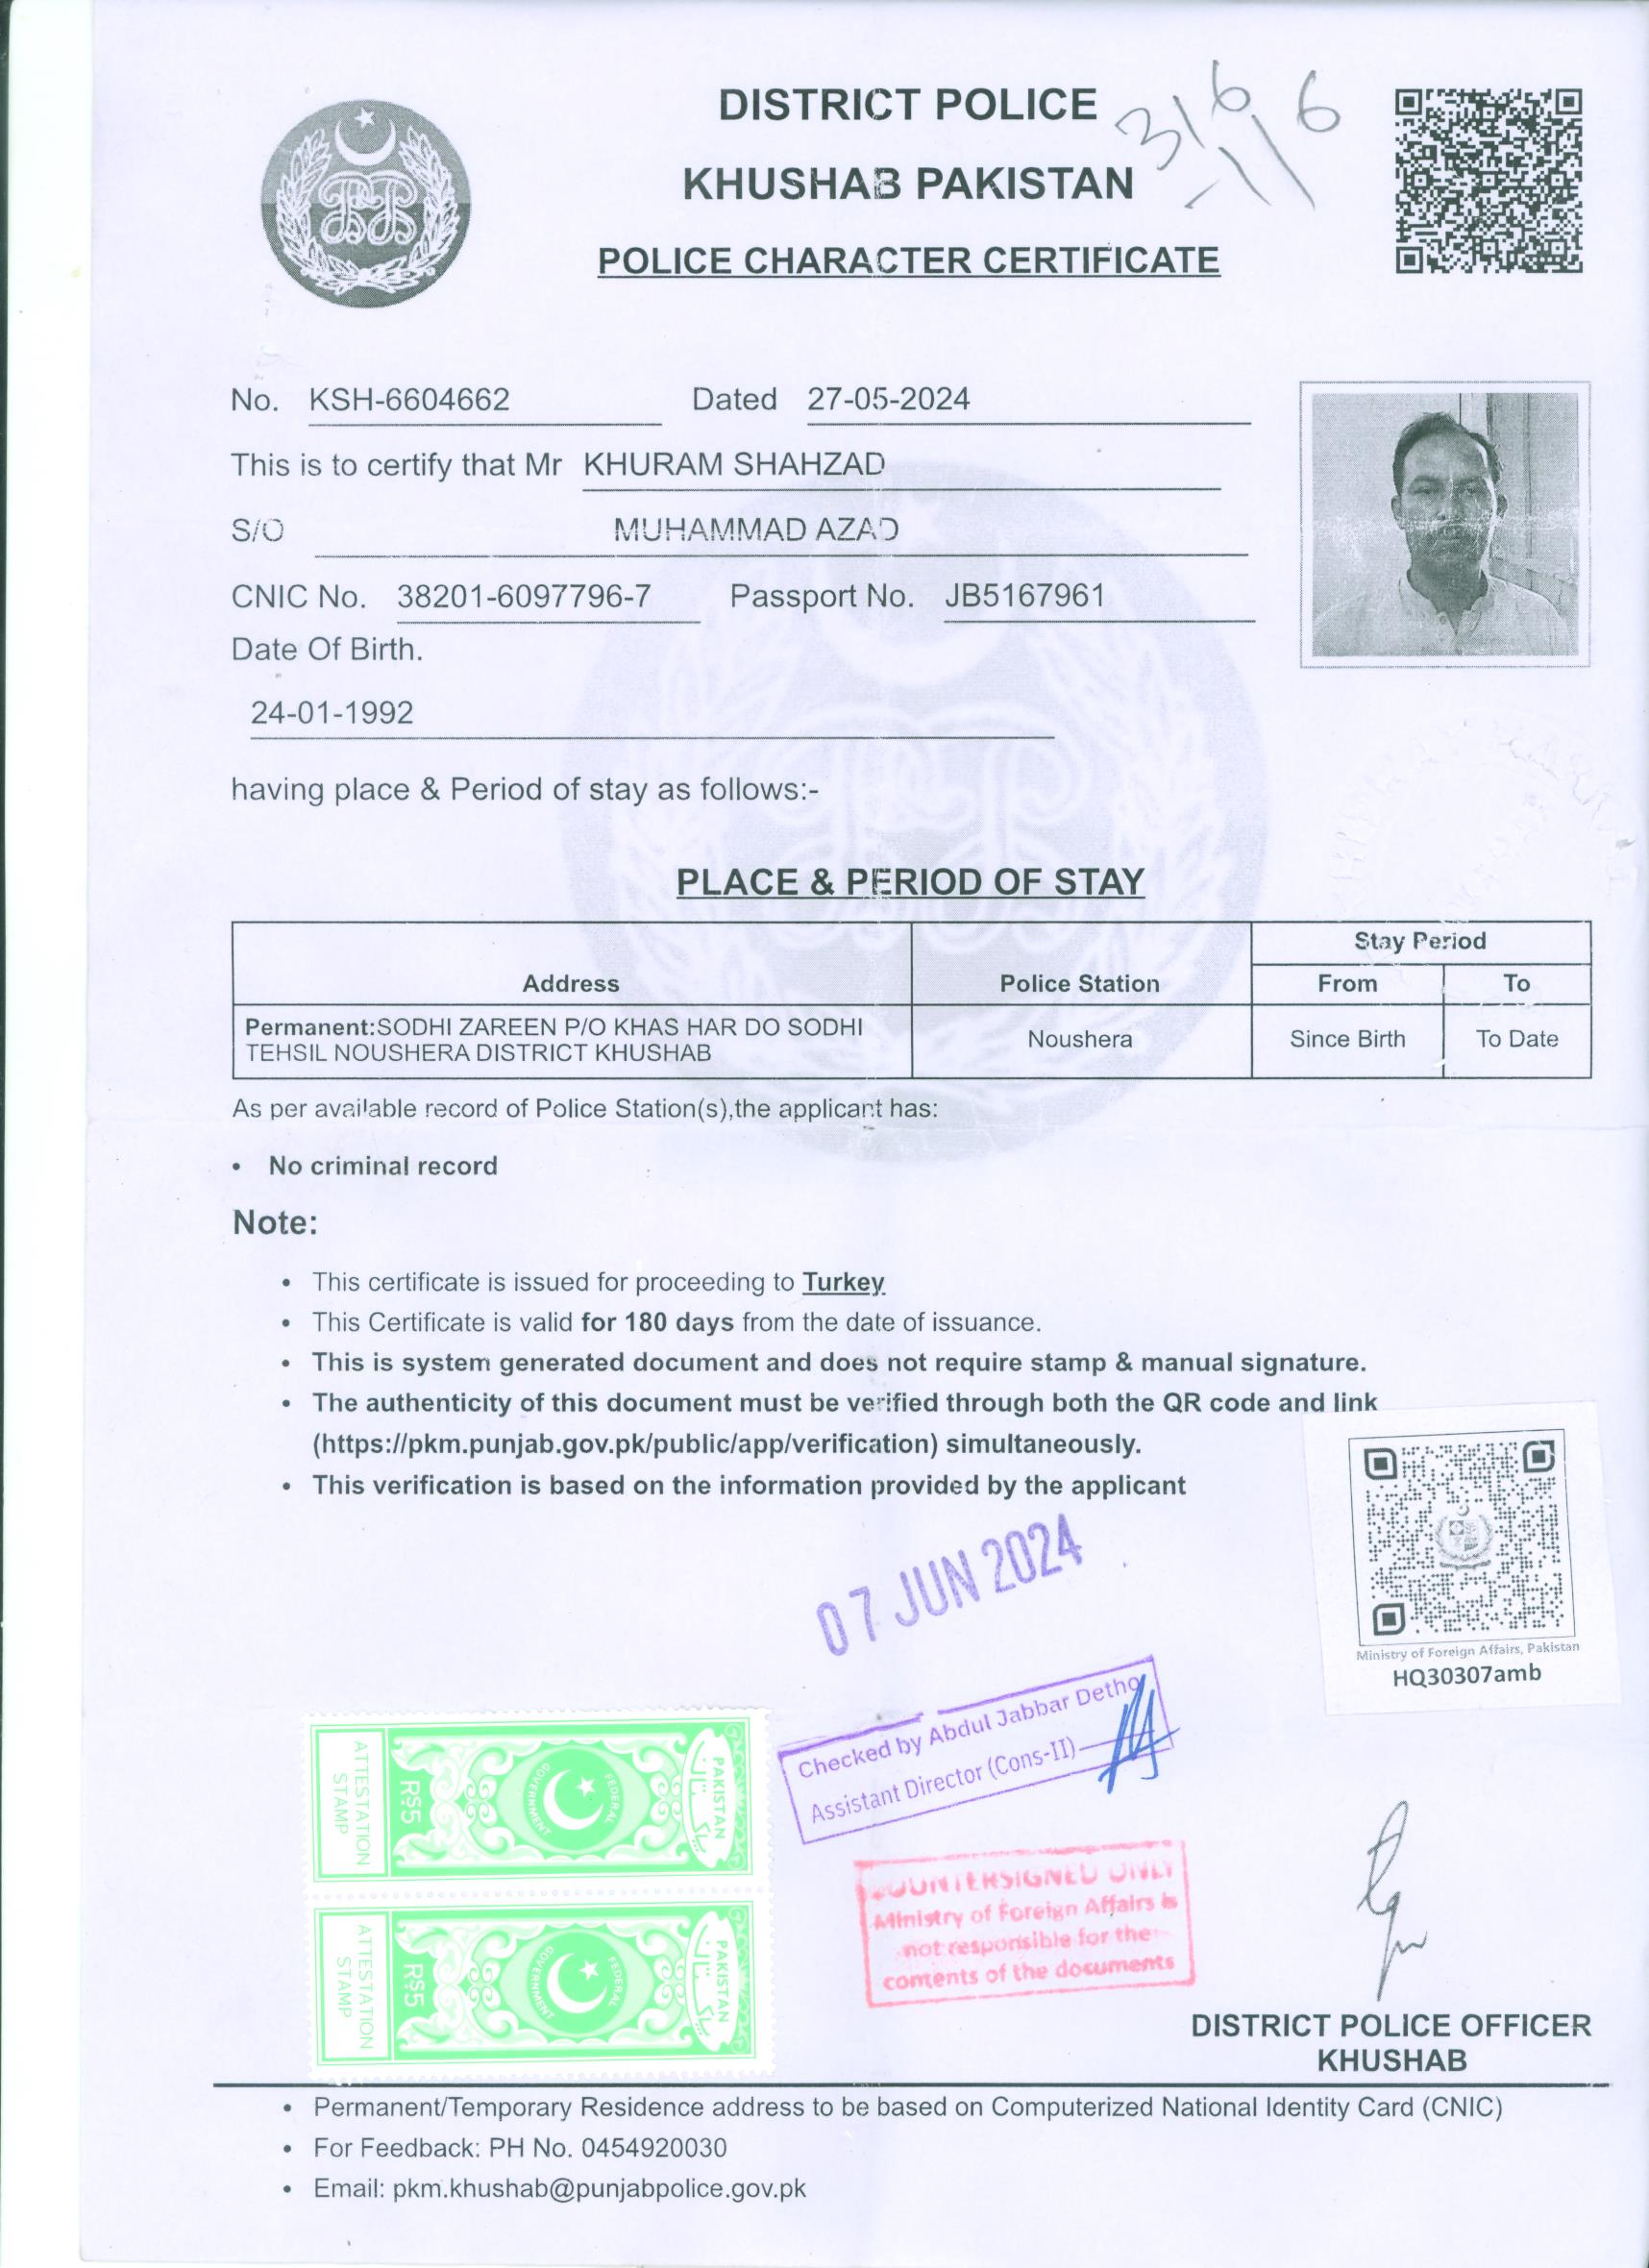 DISTRICT POLICE
KHUSHAB PAKISTAN
POLICE CHARACTER CERTIFICATE
316
116
No. KSH-6604662 Dated 27-05-2024
This is to certify that Mr KHURAM SHAHZAD
S/O MUHAMMAD AZAD
CNIC No. 38201-6097796-7 Passport No. JB5167961
Date Of Birth.
24-01-1992
having place & Period of stay as follows:-
PLACE & PERIOD OF STAY
Stay Period
Address Police Station From To
Permanent:SODHI ZAREEN P/O KHAS HAR DO SODHI
TEHSIL NOUSHERA DISTRICT KHUSHAB
Noushera Since Birth To Date
As per available record of Police Station(s),the applicant has:
• No criminal record
Note:
• This certificate is issued for proceeding to Turkey
• This Certificate is valid for 180 days from the date of issuance.
• This is system generated document and does not require stamp & manual signature.
• The authenticity of this document must be verified through both the QR code and link
(https://pkm.punjab.gov.pk/public/app/verification) simultaneously.
• This verification is based on the information provided by the applicant
07 JUN 2024
Ministry of Foreign Affairs, Pakistan
HQ30307amb
Checked by Abdul Jabbar Detho
Assistant Director (Cons-II)
PAKISTAN
پاکستان
FEDERAL
GOVERNMENT
RS5
ATTESTATION
STAMP
COUNTERSIGNED ONLY
Ministry of Foreign Affairs is
not responsible for the
contents of the documents
PAKISTAN
پاکستان
FEDERAL
GOVERNMENT
RS5
ATTESTATION
STAMP
DISTRICT POLICE OFFICER
KHUSHAB
• Permanent/Temporary Residence address to be based on Computerized National Identity Card (CNIC)
• For Feedback: PH No. 0454920030
• Email: pkm.khushab@punjabpolice.gov.pk